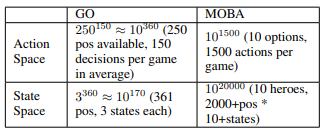 GO MOBA
Action Space
250^150 ≈ 10^360 (250
pos available, 150
decisions per game
in average)
10^1500 (10 options,
1500 actions per
game)
State Space
3^360 ≈ 10^170 (361
pos, 3 states each)
10^20000 (10 heroes,
2000+pos *
10+states)